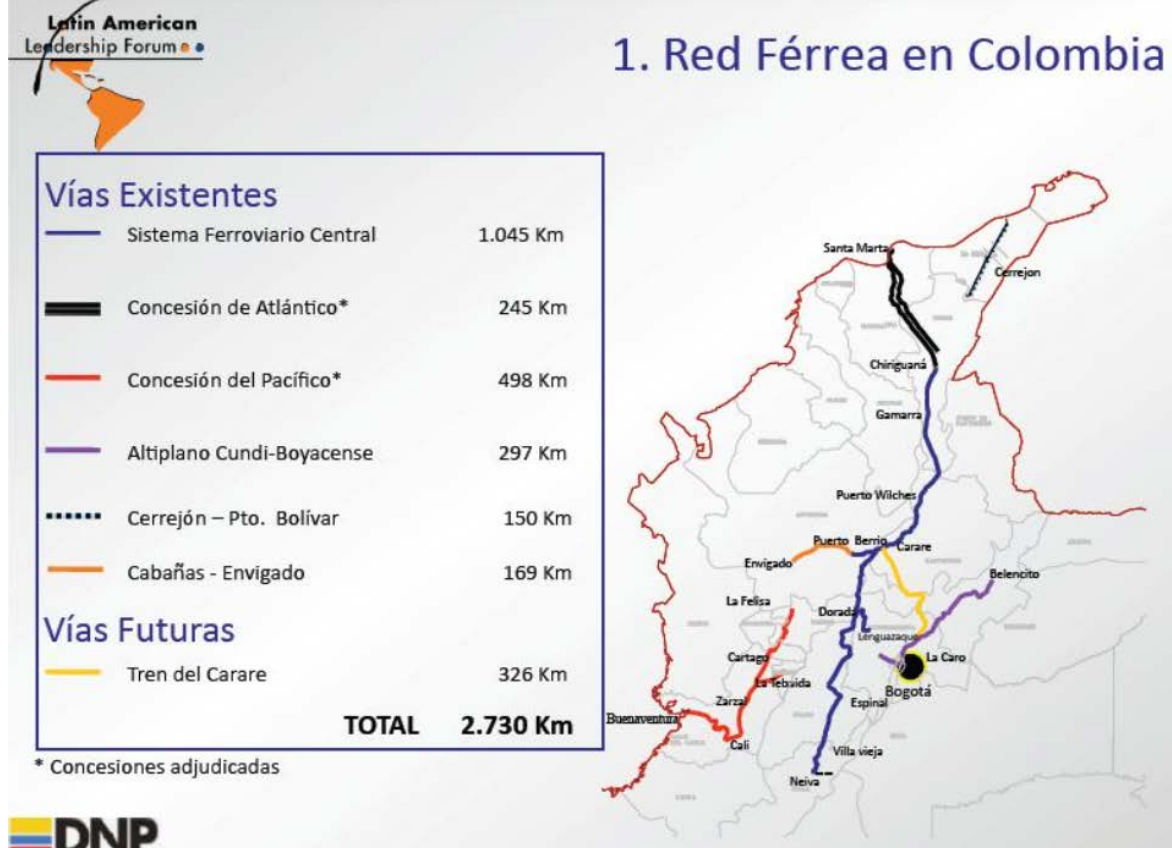 Latin American
Leadership Forum
1. Red Férrea en Colombia
Vías Existentes
Sistema Ferroviario Central 1.045 Km
Concesión de Atlántico* 245 Km
Concesión del Pacífico* 498 Km
Altiplano Cundi-Boyacense 297 Km
Cerrejón – Pto. Bolívar 150 Km
Cabañas - Envigado 169 Km
Vías Futuras
Tren del Carare 326 Km
TOTAL 2.730 Km
* Concesiones adjudicadas
DNP
Santa Marta
Cerrejon
Chiriguaná
Gamarra
Puerto Wilches
Puerto Berrio
Carare
Envigado
Belencito
La Felisa
Dorada
Lenguazaque
Cartago
La Caro
La Tebaida
Bogotá
Zarzal
Espinal
Buenaventura
Cali
Villa vieja
Neiva